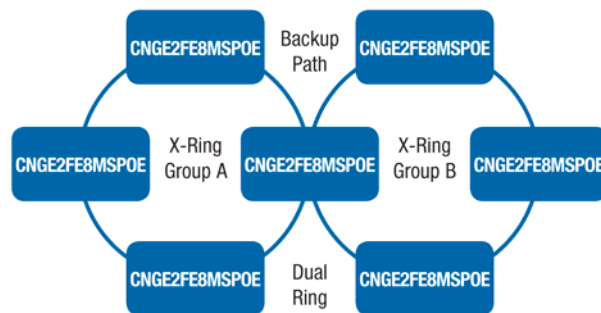 CNGE2FE8MSPOE
Backup
Path
CNGE2FE8MSPOE
CNGE2FE8MSPOE
X-Ring
Group A
CNGE2FE8MSPOE
X-Ring
Group B
CNGE2FE8MSPOE
CNGE2FE8MSPOE
Dual
Ring
CNGE2FE8MSPOE